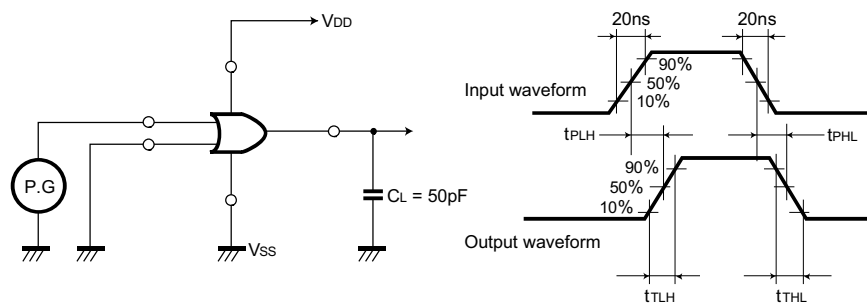 VDD
P.G
CL = 50pF
VSS
20ns
20ns
90%
50%
10%
Input waveform
tPLH
tPHL
90%
50%
10%
Output waveform
tTLH
tTHL